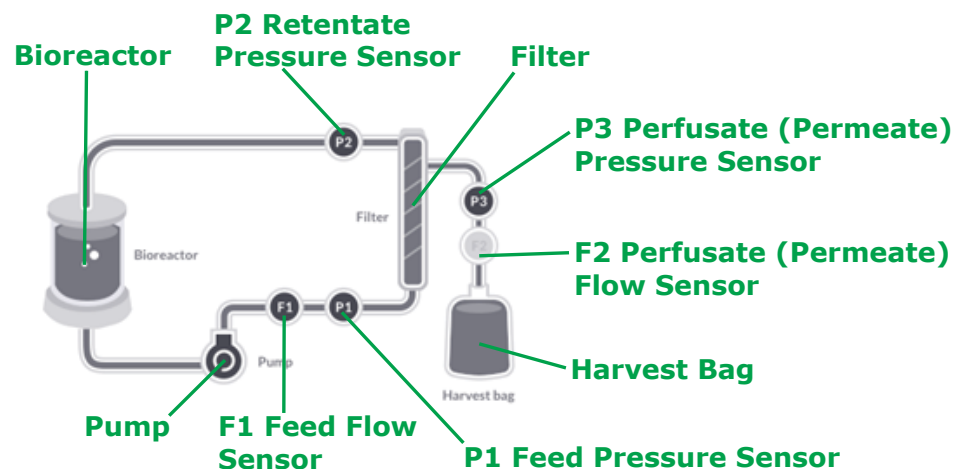 P2 Retentate
Pressure Sensor
Bioreactor
Filter
P3 Perfusate (Permeate)
Pressure Sensor
P2
P3
Filter
F2
Bioreactor
F2 Perfusate (Permeate)
Flow Sensor
F1
P1
Pump
Harvest Bag
Harvest bag
Pump
F1 Feed Flow
Sensor
P1 Feed Pressure Sensor